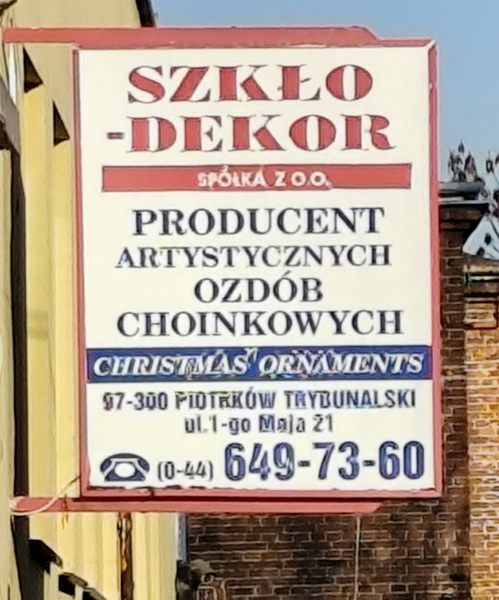 SZKŁO
-DEKOR
SPÓŁKA Z O.O.
PRODUCENT
ARTYSTYCZNYCH
OZDÓB
CHOINKOWYCH
CHRISTMAS ORNAMENTS
97-300 PIOTRKÓW TRYBUNALSKI
ul. 1-go Maja 21
(0-44) 649-73-60